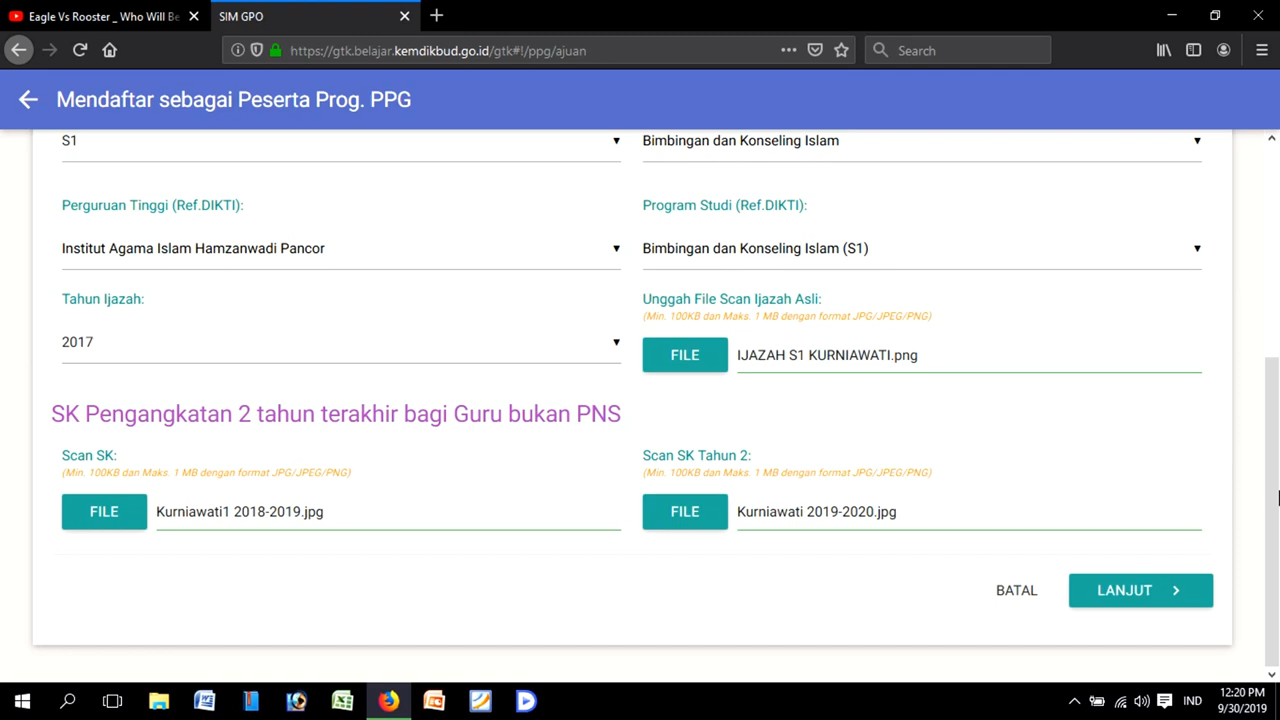 Eagle Vs Rooster _ Who Will Be
SIM GPO
https://gtk.belajar.kemdikbud.go.id/gtk#!/ppg/ajuan
Search
Mendaftar sebagai Peserta Prog. PPG
S1
Bimbingan dan Konseling Islam
Perguruan Tinggi (Ref.DIKTI):
Program Studi (Ref.DIKTI):
Institut Agama Islam Hamzanwadi Pancor
Bimbingan dan Konseling Islam (S1)
Tahun Ijazah:
Unggah File Scan Ijazah Asli:
(Min. 100KB dan Maks. 1 MB dengan format JPG/JPEG/PNG)
2017
FILE
IJAZAH S1 KURNIAWATI.png
SK Pengangkatan 2 tahun terakhir bagi Guru bukan PNS
Scan SK:
Scan SK Tahun 2:
(Min. 100KB dan Maks. 1 MB dengan format JPG/JPEG/PNG)
(Min. 100KB dan Maks. 1 MB dengan format JPG/JPEG/PNG)
FILE
Kurniawati1 2018-2019.jpg
FILE
Kurniawati 2019-2020.jpg
BATAL
LANJUT
IND
12:20 PM
9/30/2019